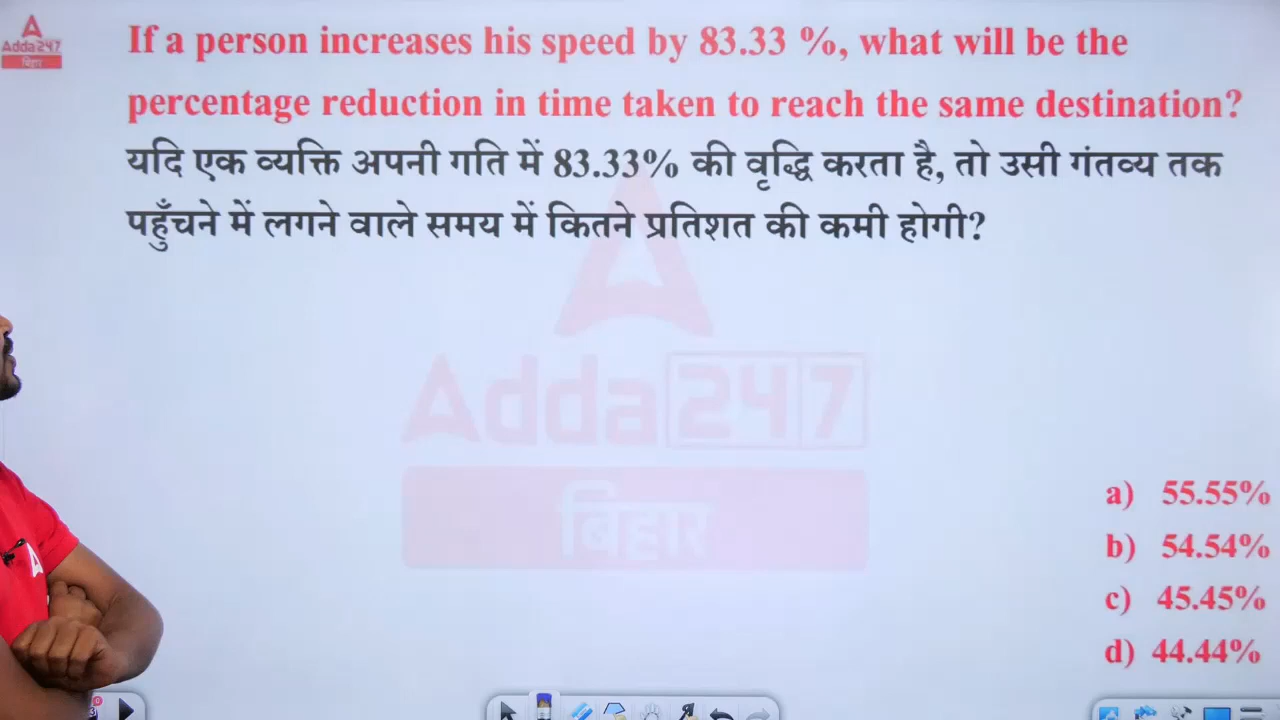 Adda247
बिहार
If a person increases his speed by 83.33 %, what will be the
percentage reduction in time taken to reach the same destination?
यदि एक व्यक्ति अपनी गति में 83.33% की वृद्धि करता है, तो उसी गंतव्य तक
पहुँचने में लगने वाले समय में कितने प्रतिशत की कमी होगी?
Adda247
बिहार
a) 55.55%
b) 54.54%
c) 45.45%
d) 44.44%